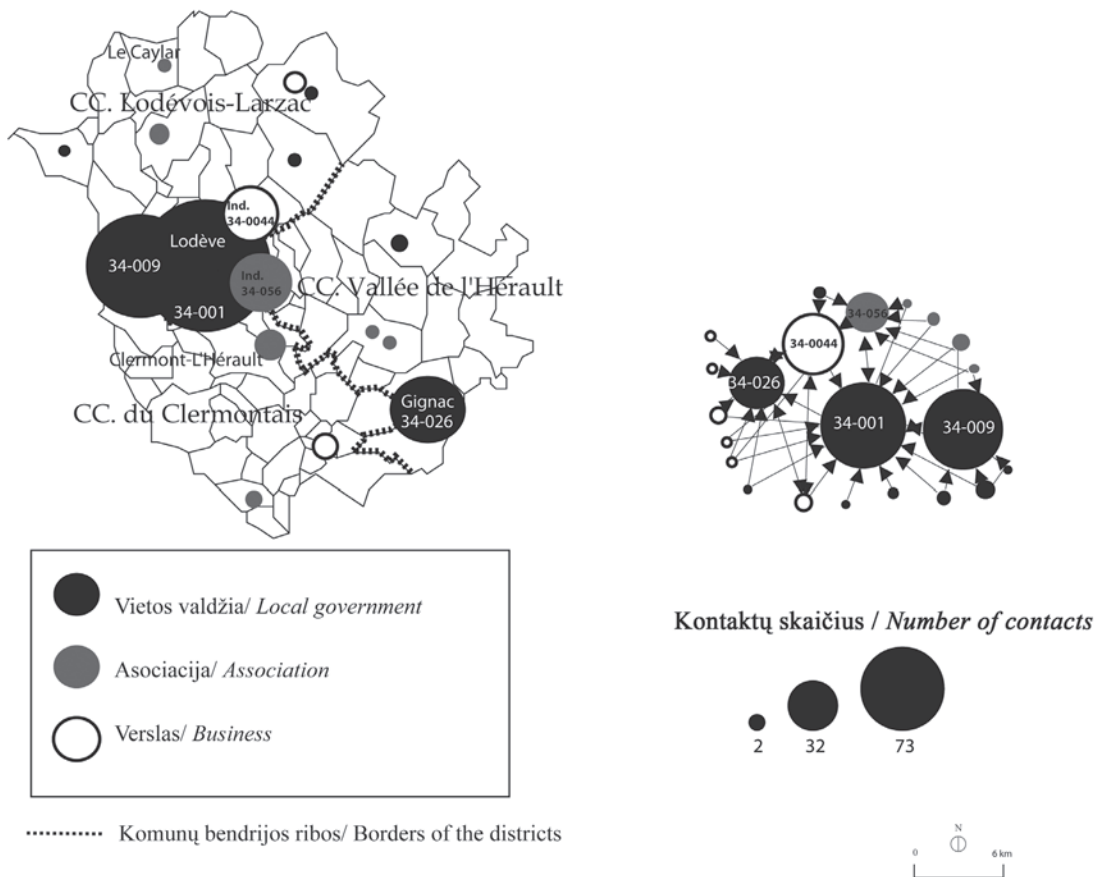 Le Caylar
CC. Lodévois-Larzac
Ind.
34-0044
Lodève
34-009
Ind.
34-056
CC. Vallée de l'Hérault
34-001
Clermont-L'Hérault
CC. du Clermontais
Gignac
34-026
34-056
34-0044
34-026
34-001
34-009
Vietos valdžia/ Local government
Asociacija/ Association
Verslas/ Business
Komunų bendrijos ribos/ Borders of the districts
Kontaktų skaičius / Number of contacts
2
32
73
N
0
6 km